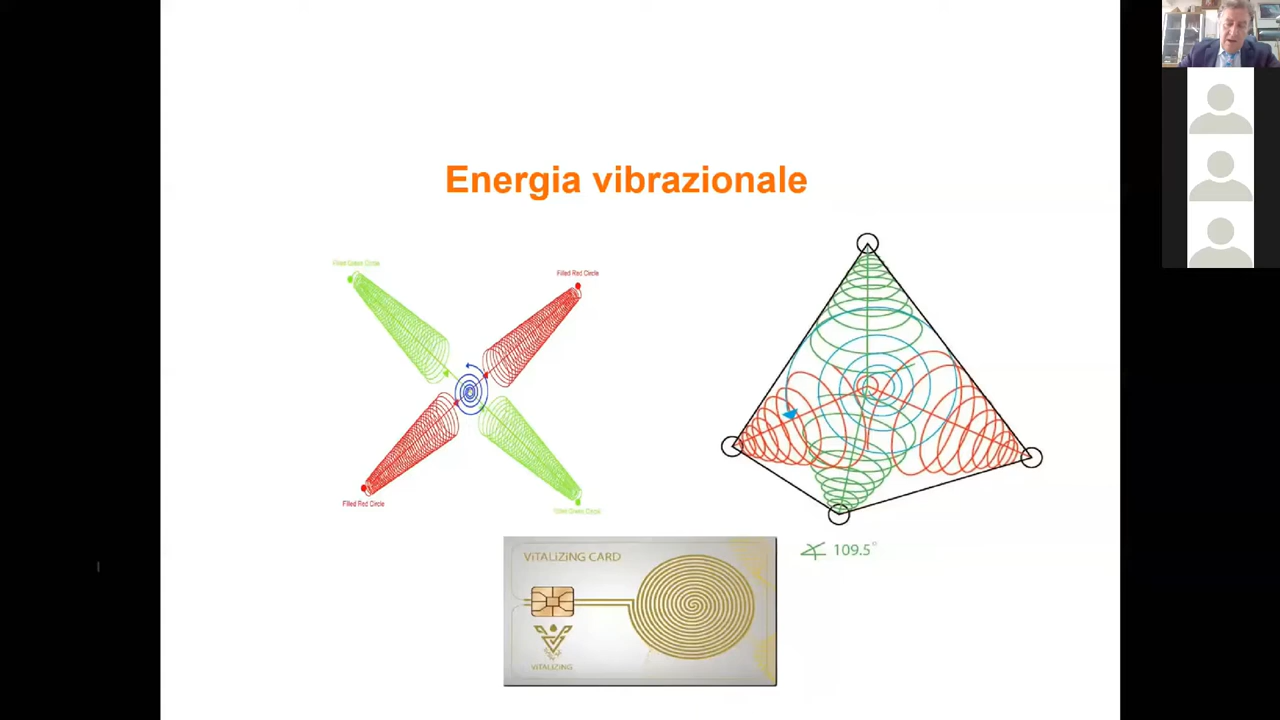 Energia vibrazionale
Filled Green Circle
Filled Red Circle
Filled Red Circle
Filled Green Circle
109.5°
ViTALiZiNG CARD
ViTALiZiNG